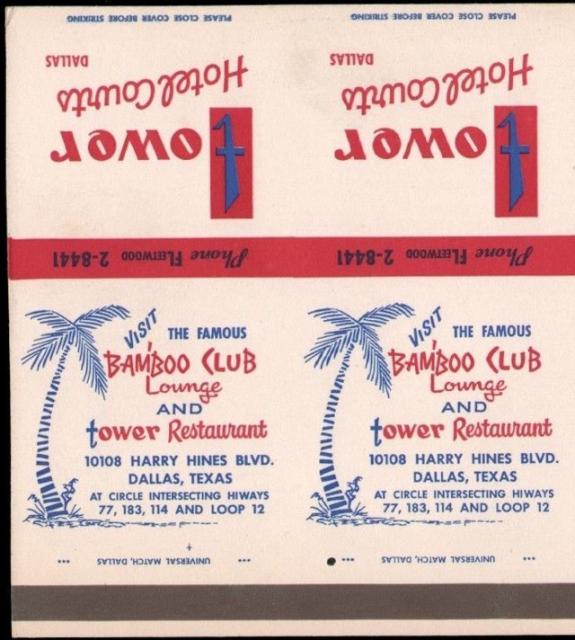 PLEASE CLOSE COVER BEFORE STRIKING
tower
Hotel Courts
DALLAS
Phone FLEETWOOD 2-8441
VISIT THE FAMOUS
BAMBOO CLUB
Lounge
AND
tower Restaurant
10108 HARRY HINES BLVD.
DALLAS, TEXAS
AT CIRCLE INTERSECTING HIWAYS
77, 183, 114 AND LOOP 12
••• UNIVERSAL MATCH, DALLAS •••
PLEASE CLOSE COVER BEFORE STRIKING
tower
Hotel Courts
DALLAS
Phone FLEETWOOD 2-8441
VISIT THE FAMOUS
BAMBOO CLUB
Lounge
AND
tower Restaurant
10108 HARRY HINES BLVD.
DALLAS, TEXAS
AT CIRCLE INTERSECTING HIWAYS
77, 183, 114 AND LOOP 12
••• UNIVERSAL MATCH, DALLAS •••